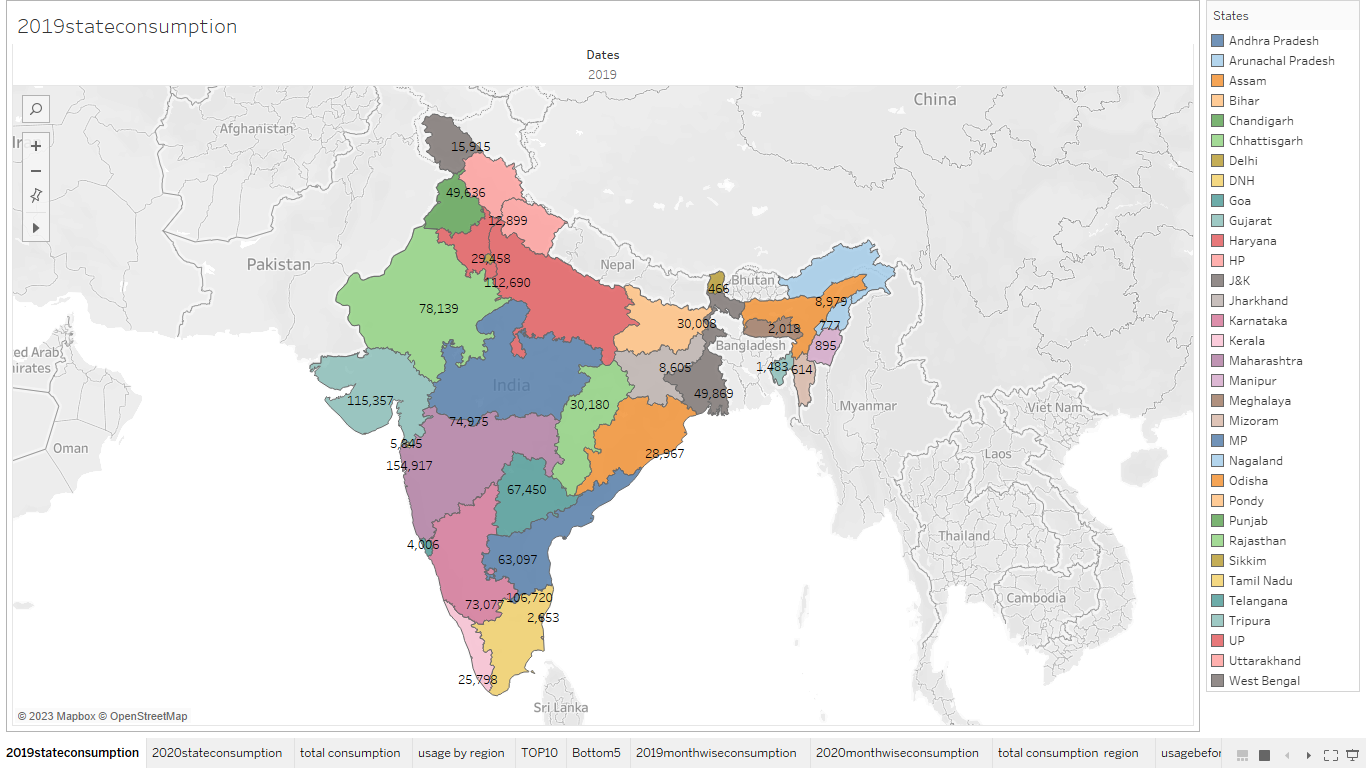 2019stateconsumption
Dates
2019
States
Andhra Pradesh
Arunachal Pradesh
Assam
Bihar
Chandigarh
Chhattisgarh
Delhi
DNH
Goa
Gujarat
Haryana
HP
J&K
Jharkhand
Karnataka
Kerala
Maharashtra
Manipur
Meghalaya
Mizoram
MP
Nagaland
Odisha
Pondy
Punjab
Rajasthan
Sikkim
Tamil Nadu
Telangana
Tripura
UP
Uttarakhand
West Bengal
China
Afghanistan
15,915
49,636
12,899
29,458
Pakistan
Nepal
112,690
Bhutan
466
8,979
78,139
30,008
2,018
777
Bangladesh
895
ed Arab
mirates
8,605
1,483
614
India
49,869
115,357
30,180
Myanmar
Viet Nam
74,975
5,845
Oman
28,967
Laos
154,917
67,450
4,006
Thailand
63,097
106,720
73,077
Cambodia
2,653
25,798
Sri Lanka
© 2023 Mapbox © OpenStreetMap
2019stateconsumption 2020stateconsumption total consumption usage by region TOP10 Bottom5 2019monthwiseconsumption 2020monthwiseconsumption total consumption region usagebefor